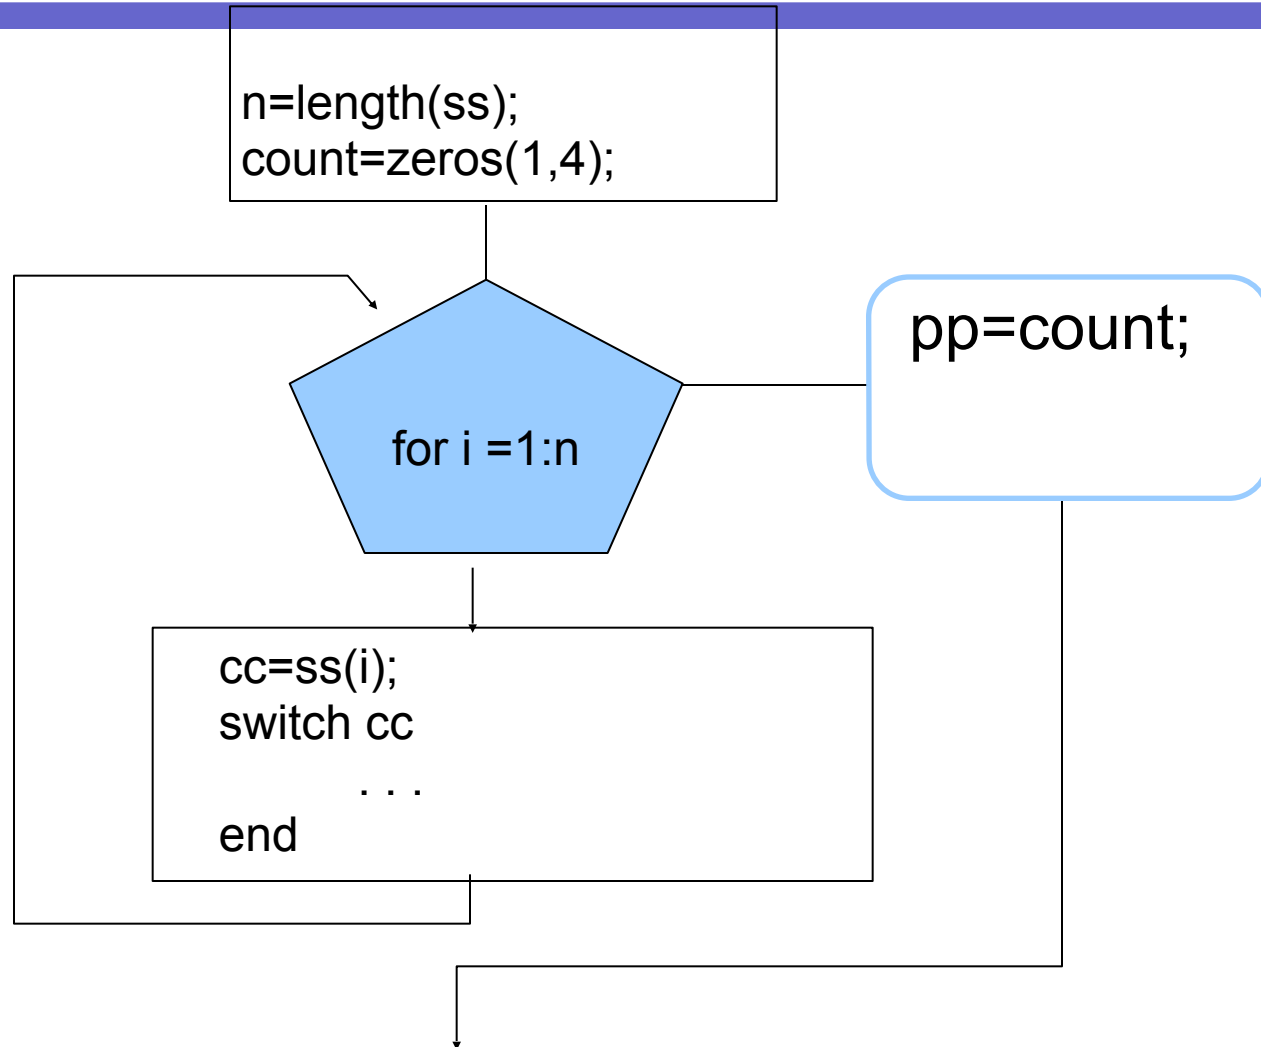 n=length(ss);
count=zeros(1,4);
pp=count;
for i =1:n
cc=ss(i);
switch cc
. . .
end